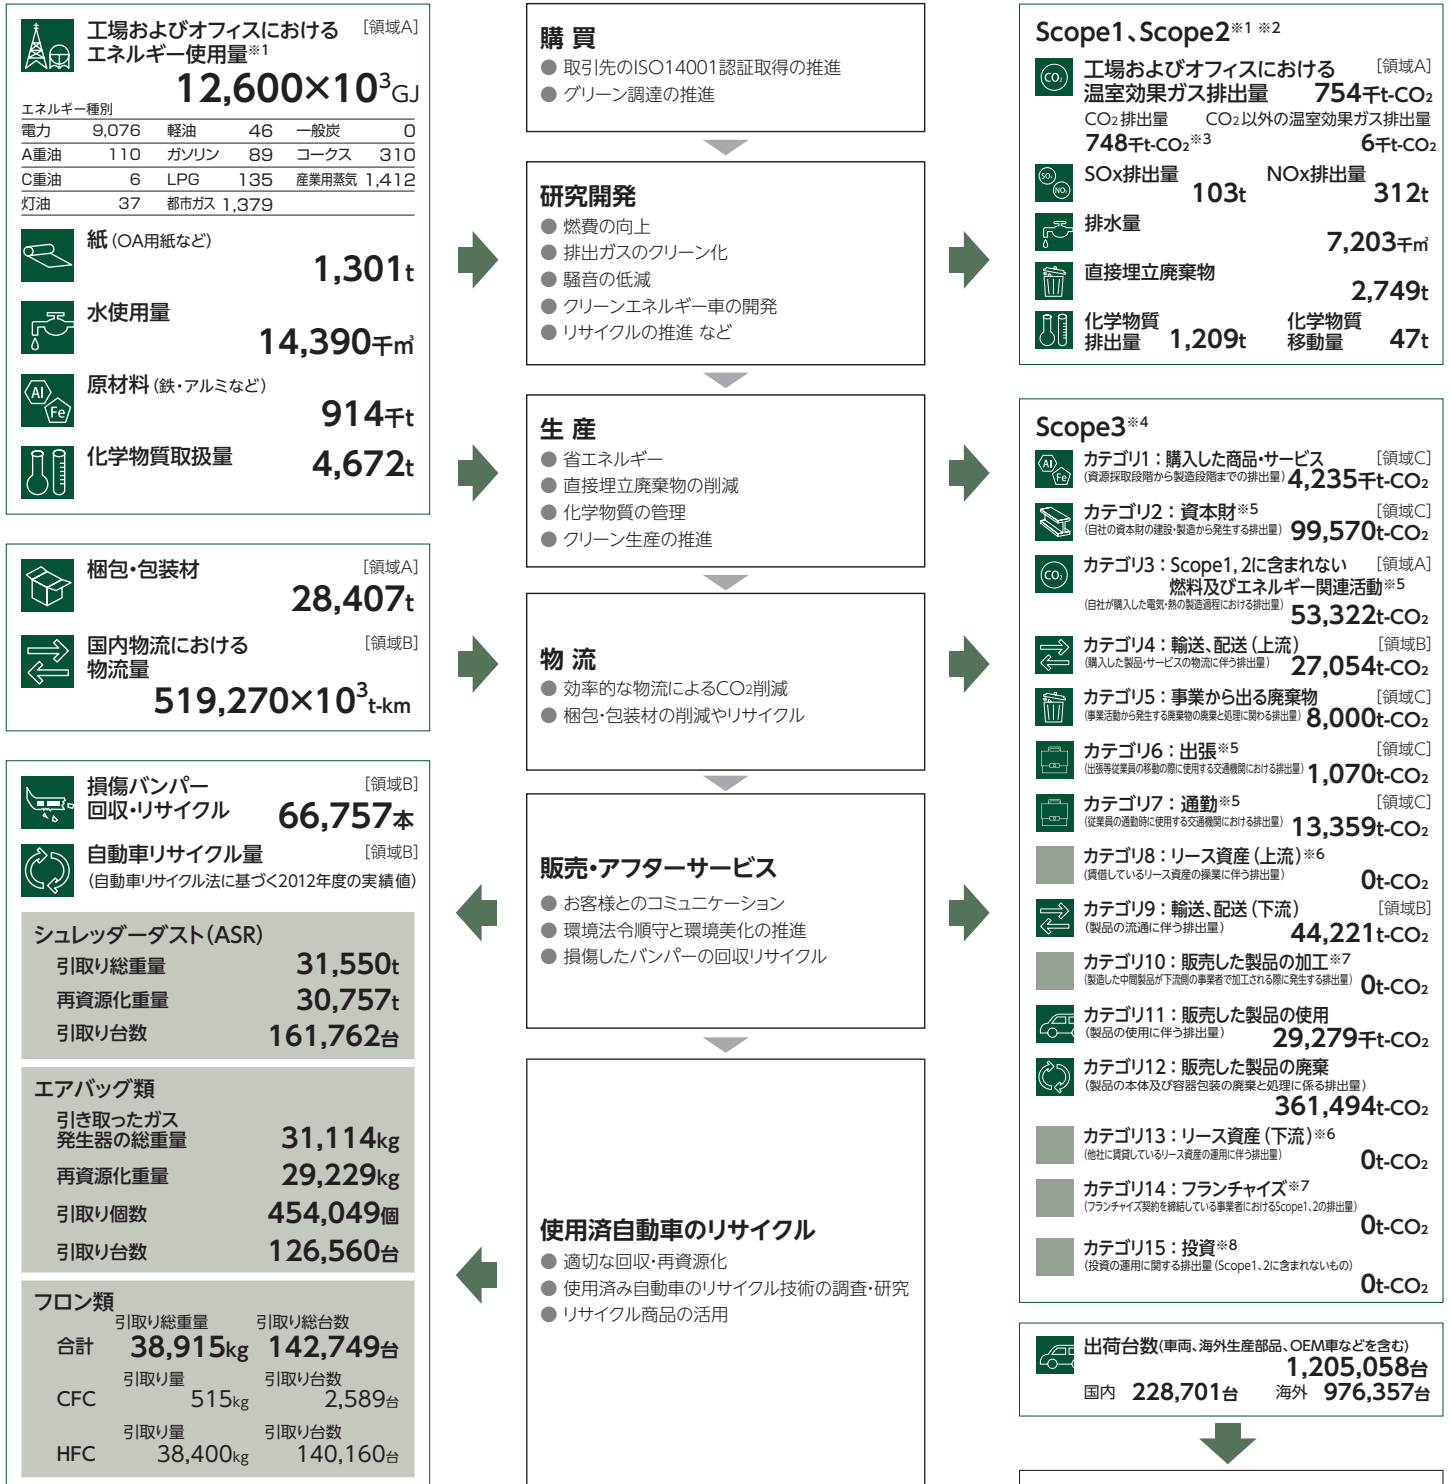 工場およびオフィスにおける [領域A]
エネルギー使用量※1
12,600×10³GJ
エネルギー種別
電力 9,076 軽油 46 一般炭 0
A重油 110 ガソリン 89 コークス 310
C重油 6 LPG 135 産業用蒸気 1,412
灯油 37 都市ガス 1,379
紙(OA用紙など)
1,301t
水使用量
14,390千㎥
Al
Fe
原材料(鉄・アルミなど)
914千t
化学物質取扱量
4,672t
梱包・包装材 [領域A]
28,407t
国内物流における [領域B]
物流量
519,270×10³t-km
損傷バンパー [領域B]
回収・リサイクル 66,757本
自動車リサイクル量 [領域B]
(自動車リサイクル法に基づく2012年度の実績値)
シュレッダーダスト(ASR)
引取り総重量 31,550t
再資源化重量 30,757t
引取り台数 161,762台
エアバッグ類
引き取ったガス
発生器の総重量 31,114kg
再資源化重量 29,229kg
引取り個数 454,049個
引取り台数 126,560台
フロン類
引取り総重量 引取り総台数
合計 38,915kg 142,749台
引取り量 引取り台数
CFC 515kg 2,589台
引取り量 引取り台数
HFC 38,400kg 140,160台
購 買
● 取引先のISO14001認証取得の推進
● グリーン調達の推進
研究開発
● 燃費の向上
● 排出ガスのクリーン化
● 騒音の低減
● クリーンエネルギー車の開発
● リサイクルの推進 など
生 産
● 省エネルギー
● 直接埋立廃棄物の削減
● 化学物質の管理
● クリーン生産の推進
物 流
● 効率的な物流によるCO2削減
● 梱包・包装材の削減やリサイクル
販売・アフターサービス
● お客様とのコミュニケーション
● 環境法令順守と環境美化の推進
● 損傷したバンパーの回収リサイクル
使用済自動車のリサイクル
● 適切な回収・再資源化
● 使用済み自動車のリサイクル技術の調査・研究
● リサイクル商品の活用
Scope1、Scope2※1 ※2
CO2
工場およびオフィスにおける [領域A]
温室効果ガス排出量 754千t-CO2
CO2排出量 CO2以外の温室効果ガス排出量
748千t-CO2※3 6千t-CO2
SOx
NOx
SOx排出量 103t NOx排出量 312t
排水量
7,203千㎥
直接埋立廃棄物
2,749t
化学物質 化学物質
排出量 1,209t 移動量 47t
Scope3※4
Al
Fe
カテゴリ1：購入した商品・サービス [領域C]
(資源採取段階から製造段階までの排出量) 4,235千t-CO2
カテゴリ2：資本財※5 [領域C]
(自社の資本財の建設・製造から発生する排出量) 99,570t-CO2
CO2
カテゴリ3：Scope1, 2に含まれない [領域A]
燃料及びエネルギー関連活動※5
(自社が購入した電気・熱の製造過程における排出量) 53,322t-CO2
カテゴリ4：輸送、配送(上流) [領域B]
(購入した製品・サービスの物流に伴う排出量) 27,054t-CO2
カテゴリ5：事業から出る廃棄物 [領域C]
(事業活動から発生する廃棄物の廃棄と処理に関わる排出量) 8,000t-CO2
カテゴリ6：出張※5 [領域C]
(出張等従業員の移動の際に使用する交通機関における排出量) 1,070t-CO2
カテゴリ7：通勤※5 [領域C]
(従業員の通勤時に使用する交通機関における排出量) 13,359t-CO2
カテゴリ8：リース資産(上流)※6
(賃借しているリース資産の操業に伴う排出量) 0t-CO2
カテゴリ9：輸送、配送(下流) [領域B]
(製品の流通に伴う排出量) 44,221t-CO2
カテゴリ10：販売した製品の加工※7
(製造した中間製品が下流側の事業者で加工される際に発生する排出量) 0t-CO2
カテゴリ11：販売した製品の使用
(製品の使用に伴う排出量) 29,279千t-CO2
カテゴリ12：販売した製品の廃棄
(製品の本体及び容器包装の廃棄と処理に係る排出量)
361,494t-CO2
カテゴリ13：リース資産(下流)※6
(他社に賃貸しているリース資産の運用に伴う排出量) 0t-CO2
カテゴリ14：フランチャイズ※7
(フランチャイズ契約を締結している事業者におけるScope1、2の排出量)
0t-CO2
カテゴリ15：投資※8
(投資の運用に関する排出量(Scope1、2に含まれないもの)
0t-CO2
出荷台数(車両、海外生産部品、OEM車などを含む)
1,205,058台
国内 228,701台 海外 976,357台